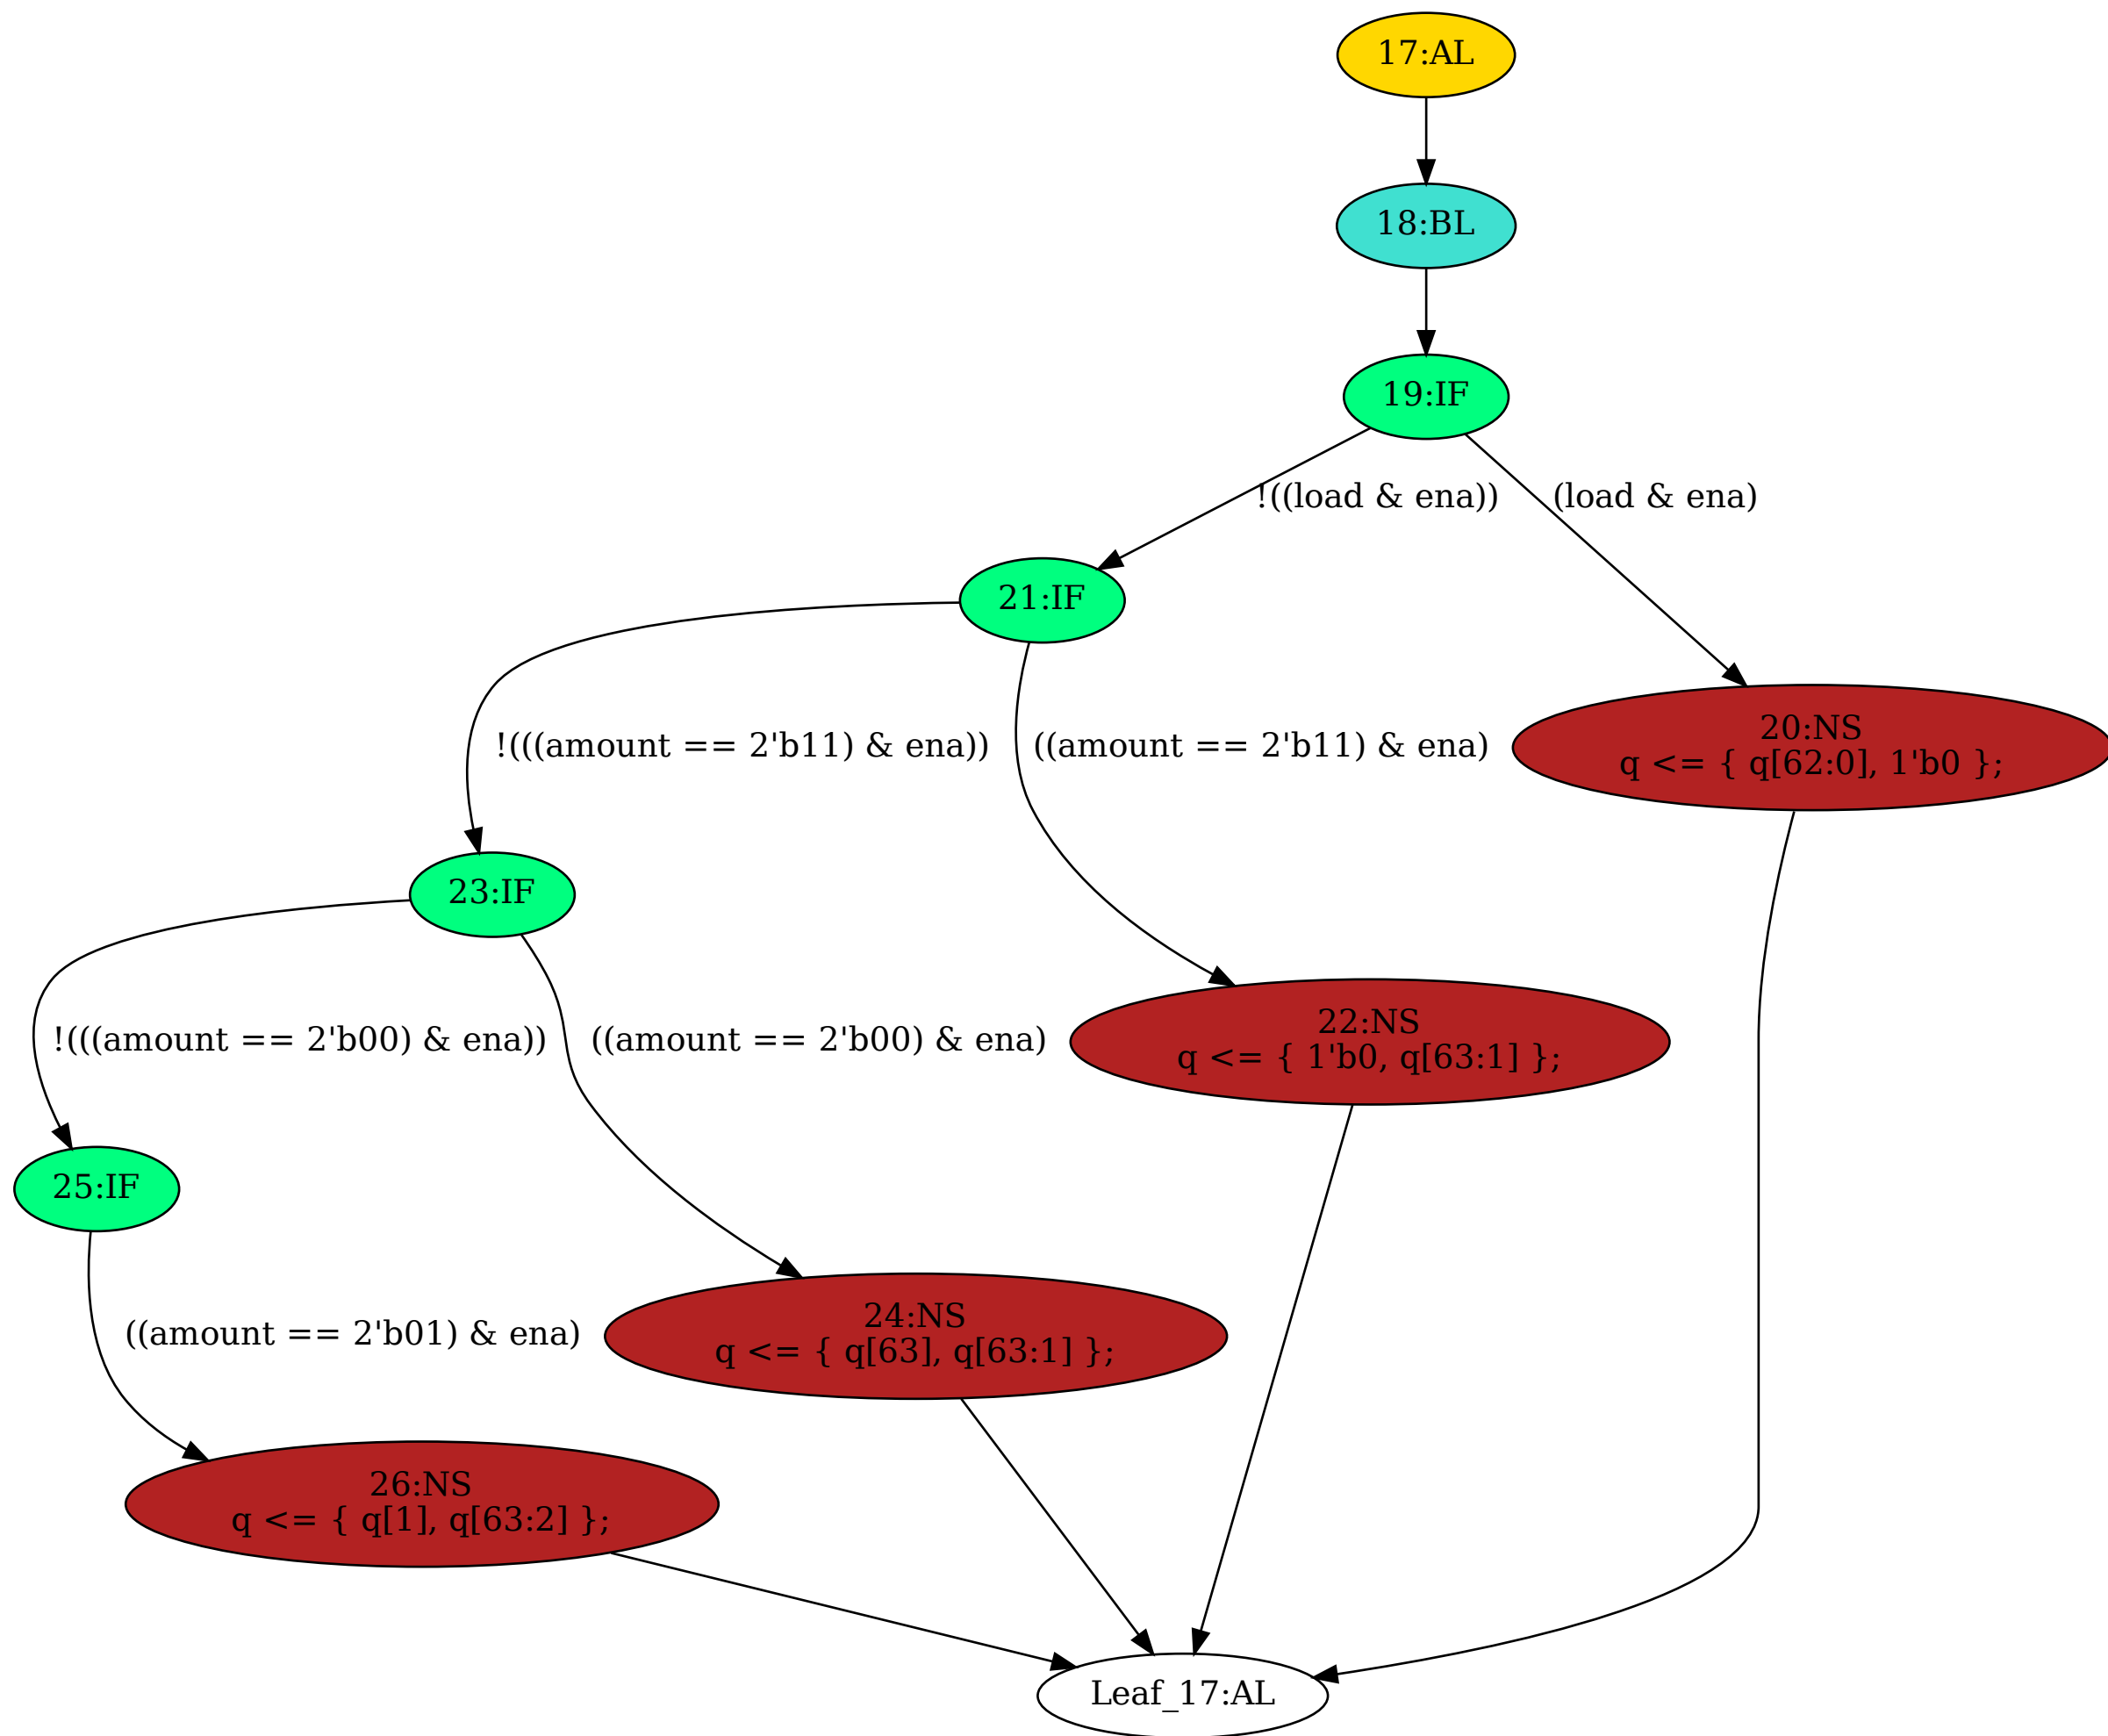 17:AL
18:BL
19:IF
!((load & ena))
(load & ena)
21:IF
20:NS
q <= { q[62:0], 1'b0 };
!(((amount == 2'b11) & ena))
((amount == 2'b11) & ena)
23:IF
22:NS
q <= { 1'b0, q[63:1] };
!(((amount == 2'b00) & ena))
((amount == 2'b00) & ena)
25:IF
24:NS
q <= { q[63], q[63:1] };
((amount == 2'b01) & ena)
26:NS
q <= { q[1], q[63:2] };
Leaf_17:AL